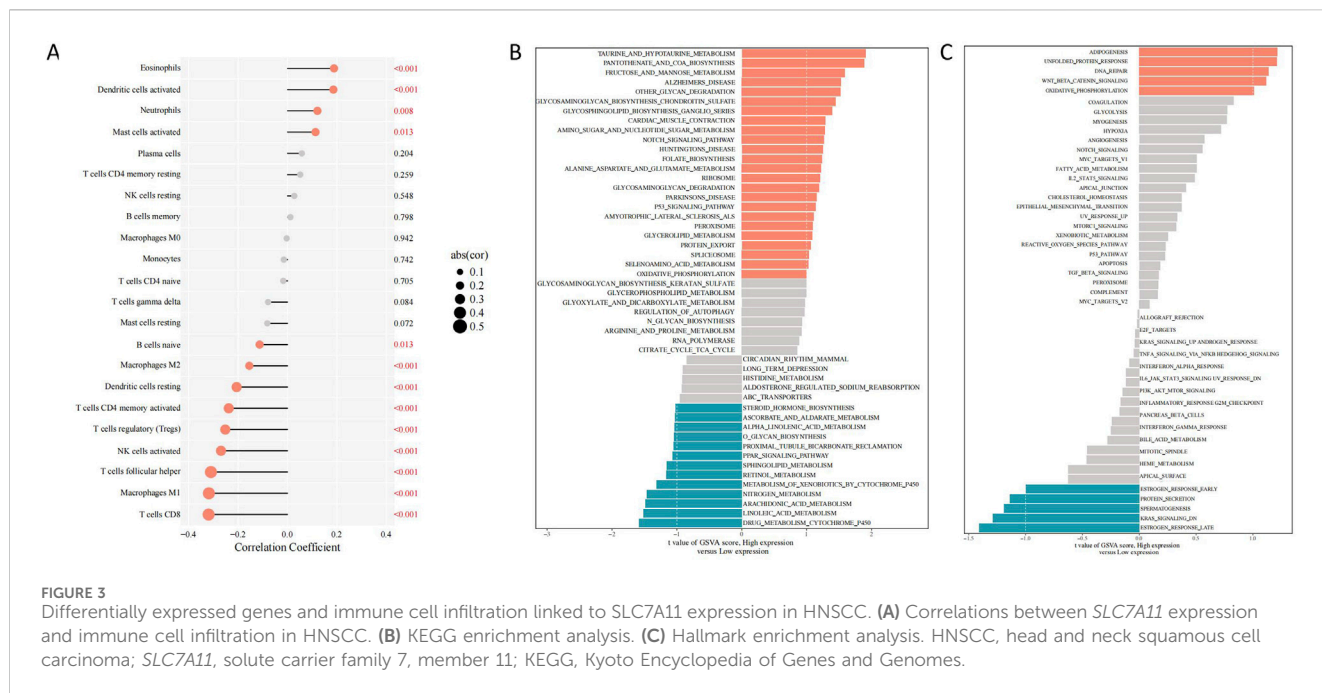 A
Eosinophils
<0.001
Dendritic cells activated
<0.001
Neutrophils
0.008
Mast cells activated
0.013
Plasma cells
0.204
T cells CD4 memory resting
0.259
NK cells resting
0.548
B cells memory
0.798
Macrophages M0
0.942
Monocytes
0.742
T cells CD4 naive
0.705
T cells gamma delta
0.084
Mast cells resting
0.072
B cells naive
0.013
Macrophages M2
<0.001
Dendritic cells resting
<0.001
T cells CD4 memory activated
<0.001
T cells regulatory (Tregs)
<0.001
NK cells activated
<0.001
T cells follicular helper
<0.001
Macrophages M1
<0.001
T cells CD8
<0.001
−0.4 −0.2 0.0 0.2 0.4
Correlation Coefficient
abs(cor)
0.1
0.2
0.3
0.4
0.5
B
TAURINE_AND_HYPOTAURINE_METABOLISM
PANTOTHENATE_AND_COA_BIOSYNTHESIS
FRUCTOSE_AND_MANNOSE_METABOLISM
ALZHEIMERS_DISEASE
OTHER_GLYCAN_DEGRADATION
GLYCOSAMINOGLYCAN_BIOSYNTHESIS_CHONDROITIN_SULFATE
GLYCOSPHINGOLIPID_BIOSYNTHESIS_GANGLIO_SERIES
CARDIAC_MUSCLE_CONTRACTION
AMINO_SUGAR_AND_NUCLEOTIDE_SUGAR_METABOLISM
NOTCH_SIGNALING_PATHWAY
HUNTINGTONS_DISEASE
FOLATE_BIOSYNTHESIS
ALANINE_ASPARTATE_AND_GLUTAMATE_METABOLISM
RIBOSOME
GLYCOSAMINOGLYCAN_DEGRADATION
PARKINSONS_DISEASE
P53_SIGNALING_PATHWAY
AMYOTROPHIC_LATERAL_SCLEROSIS_ALS
PEROXISOME
GLYCEROLIPID_METABOLISM
PROTEIN_EXPORT
SPLICEOSOME
SELENOAMINO_ACID_METABOLISM
OXIDATIVE_PHOSPHORYLATION
GLYCOSAMINOGLYCAN_BIOSYNTHESIS_KERATAN_SULFATE
GLYCEROPHOSPHOLIPID_METABOLISM
GLYOXYLATE_AND_DICARBOXYLATE_METABOLISM
REGULATION_OF_AUTOPHAGY
N_GLYCAN_BIOSYNTHESIS
ARGININE_AND_PROLINE_METABOLISM
RNA_POLYMERASE
CITRATE_CYCLE_TCA_CYCLE
CIRCADIAN_RHYTHM_MAMMAL
LONG_TERM_DEPRESSION
HISTIDINE_METABOLISM
ALDOSTERONE_REGULATED_SODIUM_REABSORPTION
ABC_TRANSPORTERS
STEROID_HORMONE_BIOSYNTHESIS
ASCORBATE_AND_ALDARATE_METABOLISM
ALPHA_LINOLENIC_ACID_METABOLISM
O_GLYCAN_BIOSYNTHESIS
PROXIMAL_TUBULE_BICARBONATE_RECLAMATION
PPAR_SIGNALING_PATHWAY
SPHINGOLIPID_METABOLISM
RETINOL_METABOLISM
METABOLISM_OF_XENOBIOTICS_BY_CYTOCHROME_P450
NITROGEN_METABOLISM
ARACHIDONIC_ACID_METABOLISM
LINOLEIC_ACID_METABOLISM
DRUG_METABOLISM_CYTOCHROME_P450
−3 −2 −1 0 1 2
t value of GSVA score, High expression
versus Low expression
C
ADIPOGENESIS
UNFOLDED_PROTEIN_RESPONSE
DNA_REPAIR
WNT_BETA_CATENIN_SIGNALING
OXIDATIVE_PHOSPHORYLATION
COAGULATION
GLYCOLYSIS
MYOGENESIS
HYPOXIA
ANGIOGENESIS
NOTCH_SIGNALING
MYC_TARGETS_V1
FATTY_ACID_METABOLISM
IL2_STAT5_SIGNALING
APICAL_JUNCTION
CHOLESTEROL_HOMEOSTASIS
EPITHELIAL_MESENCHYMAL_TRANSITION
UV_RESPONSE_UP
MTORC1_SIGNALING
XENOBIOTIC_METABOLISM
REACTIVE_OXYGEN_SPECIES_PATHWAY
P53_PATHWAY
APOPTOSIS
TGF_BETA_SIGNALING
PEROXISOME
COMPLEMENT
MYC_TARGETS_V2
ALLOGRAFT_REJECTION
E2F_TARGETS
KRAS_SIGNALING_UP ANDROGEN_RESPONSE
TNFA_SIGNALING_VIA_NFKB HEDGEHOG_SIGNALING
INTERFERON_ALPHA_RESPONSE
IL6_JAK_STAT3_SIGNALING UV_RESPONSE_DN
PI3K_AKT_MTOR_SIGNALING
INFLAMMATORY_RESPONSE G2M_CHECKPOINT
PANCREAS_BETA_CELLS
INTERFERON_GAMMA_RESPONSE
BILE_ACID_METABOLISM
MITOTIC_SPINDLE
HEME_METABOLISM
APICAL_SURFACE
ESTROGEN_RESPONSE_EARLY
PROTEIN_SECRETION
SPERMATOGENESIS
KRAS_SIGNALING_DN
ESTROGEN_RESPONSE_LATE
−1.5 −1.0 −0.5 0.0 0.5 1.0
t value of GSVA score, High expression
versus Low expression
FIGURE 3
Differentially expressed genes and immune cell infiltration linked to SLC7A11 expression in HNSCC. (A) Correlations between SLC7A11 expression
and immune cell infiltration in HNSCC. (B) KEGG enrichment analysis. (C) Hallmark enrichment analysis. HNSCC, head and neck squamous cell
carcinoma; SLC7A11, solute carrier family 7, member 11; KEGG, Kyoto Encyclopedia of Genes and Genomes.